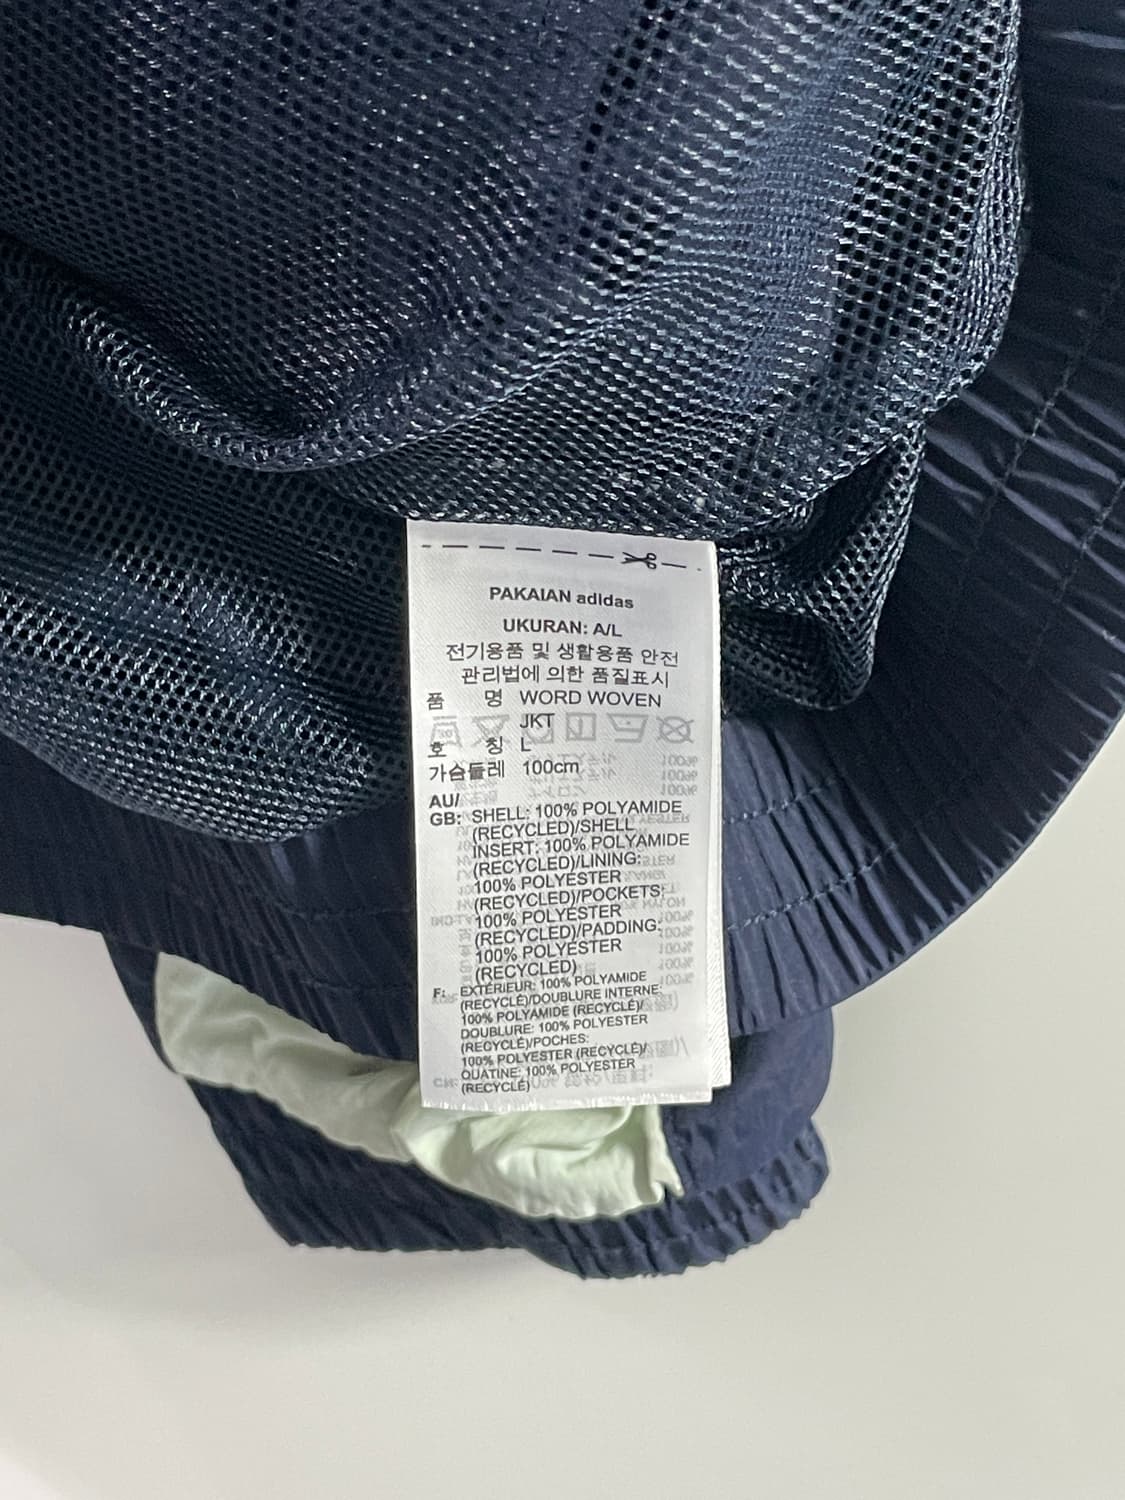 PAKAIAN adidas
UKURAN: A/L
전기용품 및 생활용품 안전
관리법에 의한 품질표시
품 명 WORD WOVEN
JKT
호 칭 L
가슴둘레 100cm
AU/
GB: SHELL: 100% POLYAMIDE
(RECYCLED)/SHELL
INSERT: 100% POLYAMIDE
(RECYCLED)/LINING:
100% POLYESTER
(RECYCLED)/POCKETS:
100% POLYESTER
(RECYCLED)/PADDING:
100% POLYESTER
(RECYCLED)
F: EXTÉRIEUR: 100% POLYAMIDE
(RECYCLÉ)/DOUBLURE INTERNE:
100% POLYAMIDE (RECYCLÉ)/
DOUBLURE: 100% POLYESTER
(RECYCLÉ)/POCHES:
100% POLYESTER (RECYCLÉ)/
OUATINE: 100% POLYESTER
(RECYCLÉ)